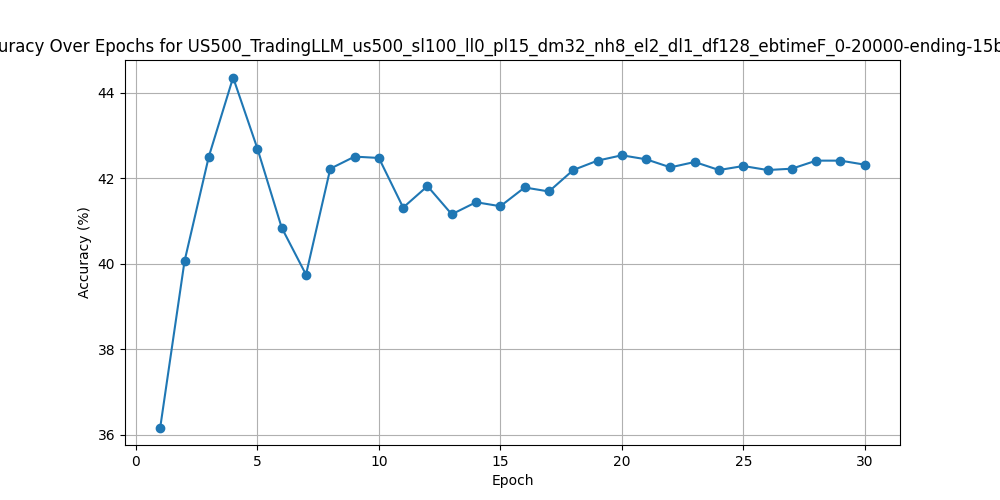 uracy Over Epochs for US500_TradingLLM_us500_sl100_ll0_pl15_dm32_nh8_el2_dl1_df128_ebtimeF_0-20000-ending-15b
44
42
40
38
36
Accuracy (%)
0 5 10 15 20 25 30
Epoch